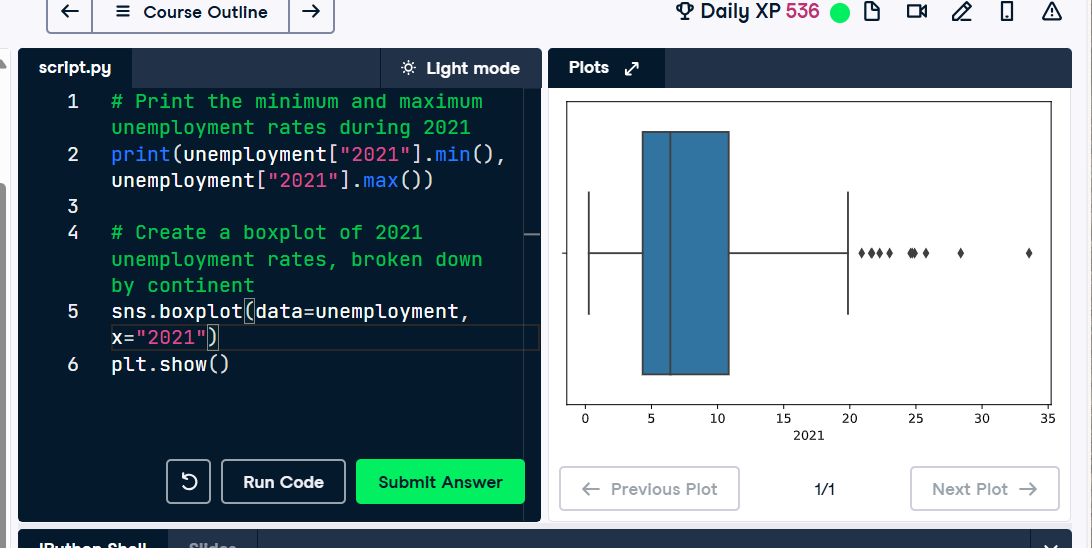 Course Outline
Daily XP 536
script.py
Light mode
1 # Print the minimum and maximum
unemployment rates during 2021
2 print(unemployment["2021"].min(),
unemployment["2021"].max())
3
4 # Create a boxplot of 2021
unemployment rates, broken down
by continent
5 sns.boxplot(data=unemployment,
x="2021")
6 plt.show()
Run Code
Submit Answer
Plots
0 5 10 15 20 25 30 35
2021
Previous Plot
1/1
Next Plot
IPython Shell
Slides